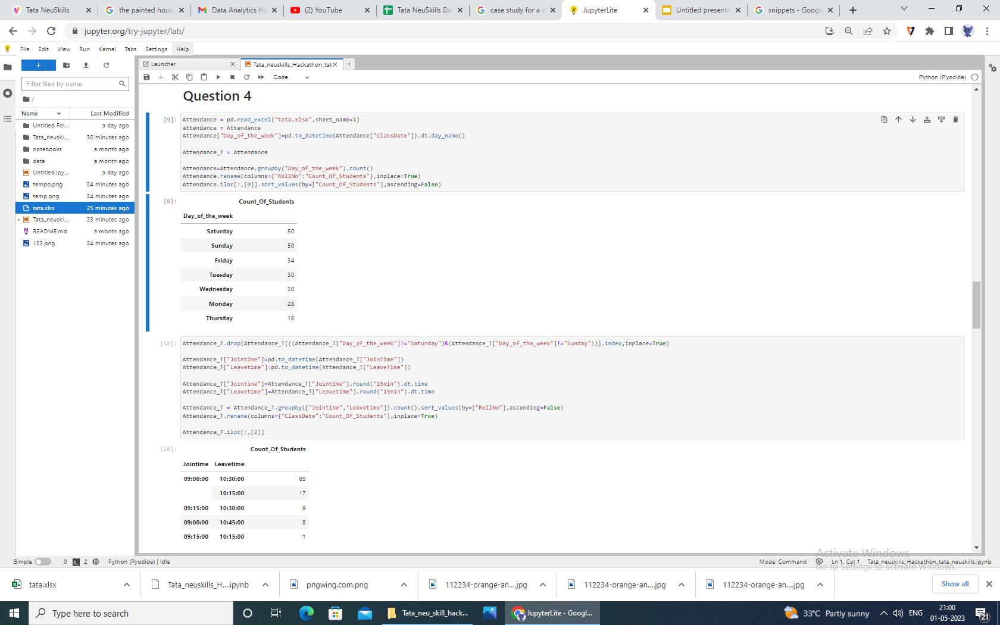 Tata NeuSkills
the painted hous
Data Analytics Ha
(2) YouTube
Tata NeuSkills Da
case study for a d
JupyterLite
Untitled presenta
snippets - Google
jupyter.org/try-jupyter/lab/
File Edit View Run Kernel Tabs Settings Help
Launcher
Tata_neuskills_Hackathon_tat
Code
Python (Pyodide)
Filter files by name
/
Name Last Modified
Untitled Fol... a day ago
Tata_neuski... 30 minutes ago
notebooks a month ago
data a month ago
Untitled.ipy... a day ago
tempo.png 24 minutes ago
temp.png 24 minutes ago
tata.xlsx 25 minutes ago
Tata_neuski... 23 minutes ago
README.md a month ago
123.png 24 minutes ago
Question 4
[9]: Attendance = pd.read_excel("tata.xlsx",sheet_name=1)
attendance = Attendance
Attendance["Day_of_the_week"]=pd.to_datetime(Attendance["ClassDate"]).dt.day_name()
Attendance_T = Attendance
Attendance=Attendance.groupby("Day_of_the_week").count()
Attendance.rename(columns={"RollNo":"Count_Of_Students"},inplace=True)
Attendance.iloc[:,[0]].sort_values(by=["Count_Of_Students"],ascending=False)
[9]: Count_Of_Students
Day_of_the_week
Saturday 50
Sunday 50
Friday 34
Tuesday 30
Wednesday 30
Monday 28
Thursday 18
[10]: Attendance_T.drop(Attendance_T[((Attendance_T["Day_of_the_week"]!="Saturday")&(Attendance_T["Day_of_the_week"]!="Sunday"))].index,inplace=True)
Attendance_T["Jointime"]=pd.to_datetime(Attendance_T["JoinTime"])
Attendance_T["Leavetime"]=pd.to_datetime(Attendance_T["LeaveTime"])
Attendance_T["Jointime"]=Attendance_T["Jointime"].round("15min").dt.time
Attendance_T["Leavetime"]=Attendance_T["Leavetime"].round("15min").dt.time
Attendance_T = Attendance_T.groupby(["Jointime","Leavetime"]).count().sort_values(by=["RollNo"],ascending=False)
Attendance_T.rename(columns={"ClassDate":"Count_Of_Students"},inplace=True)
Attendance_T.iloc[:,[2]]
[10]: Count_Of_Students
Jointime Leavetime
09:00:00 10:30:00 65
10:15:00 17
09:15:00 10:30:00 9
09:00:00 10:45:00 8
09:15:00 10:15:00 1
Activate Windows
Go to Settings to activate Windows.
Simple 0 2 Python (Pyodide) | Idle
Mode: Command Ln 1, Col 1 Tata_neuskills_Hackathon_tata_neuskills.ipynb
tata.xlsx
Tata_neuskills_H....ipynb
pngwing.com.png
112234-orange-an....jpg
112234-orange-an....jpg
112234-orange-an....jpg
Show all
Type here to search
Tata_neu_skill_hack...
JupyterLite - Googl...
33°C Partly sunny
ENG
21:00
01-05-2023
21